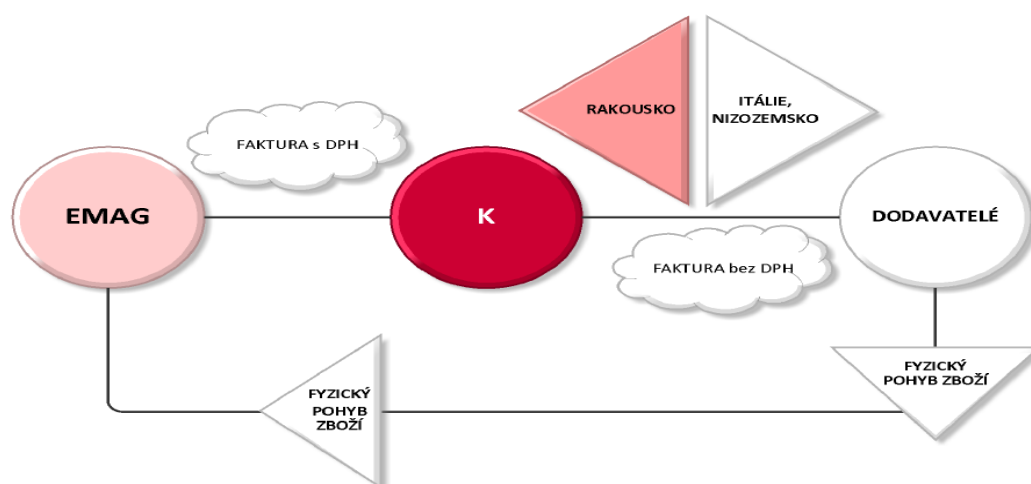 RAKOUSKO
ITÁLIE,
NIZOZEMSKO
FAKTURA s DPH
EMAG
K
DODAVATELÉ
FAKTURA bez DPH
FYZICKÝ
POHYB ZBOŽÍ
FYZICKÝ
POHYB
ZBOŽÍ